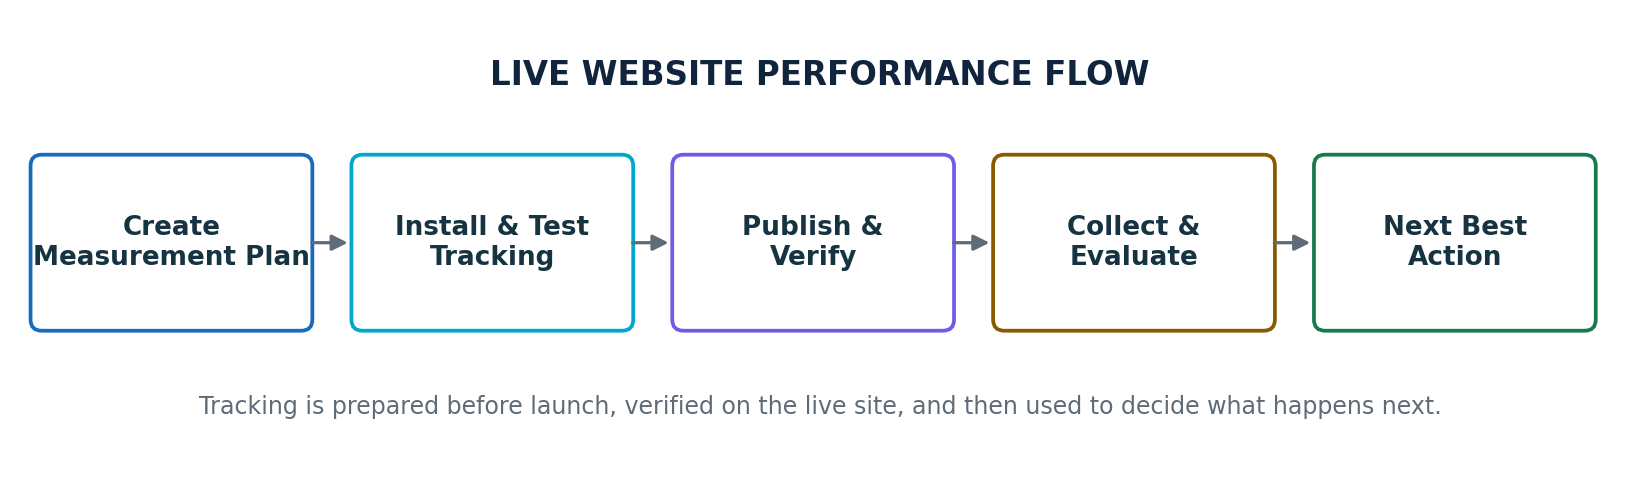 LIVE WEBSITE PERFORMANCE FLOW
Create
Measurement Plan
Install & Test
Tracking
Publish &
Verify
Collect &
Evaluate
Next Best
Action
Tracking is prepared before launch, verified on the live site, and then used to decide what happens next.